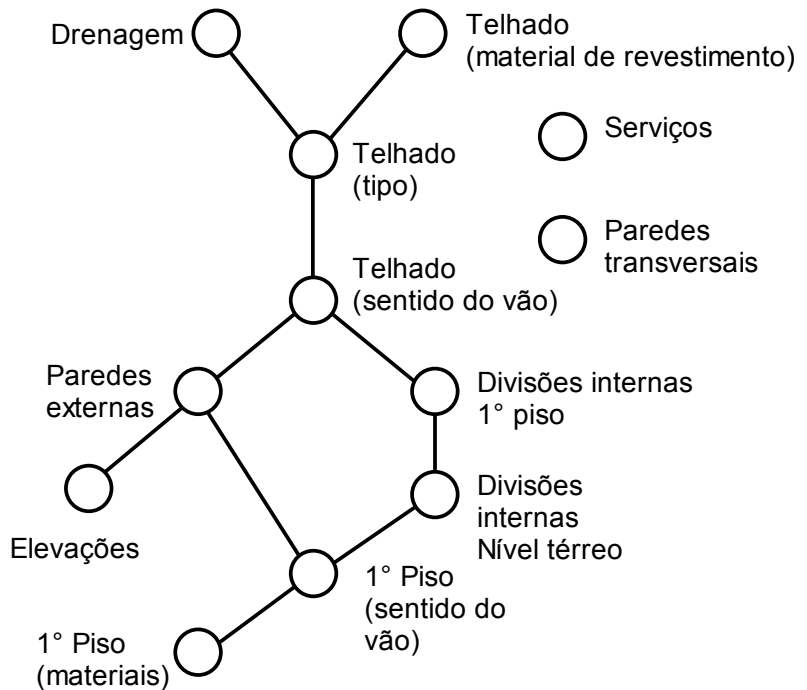 Drenagem
Telhado
(material de revestimento)
Serviços
Telhado
(tipo)
Paredes
transversais
Telhado
(sentido do vão)
Paredes
externas
Divisões internas
1° piso
Divisões
internas
Nível térreo
Elevações
1° Piso
(sentido do
vão)
1° Piso
(materiais)